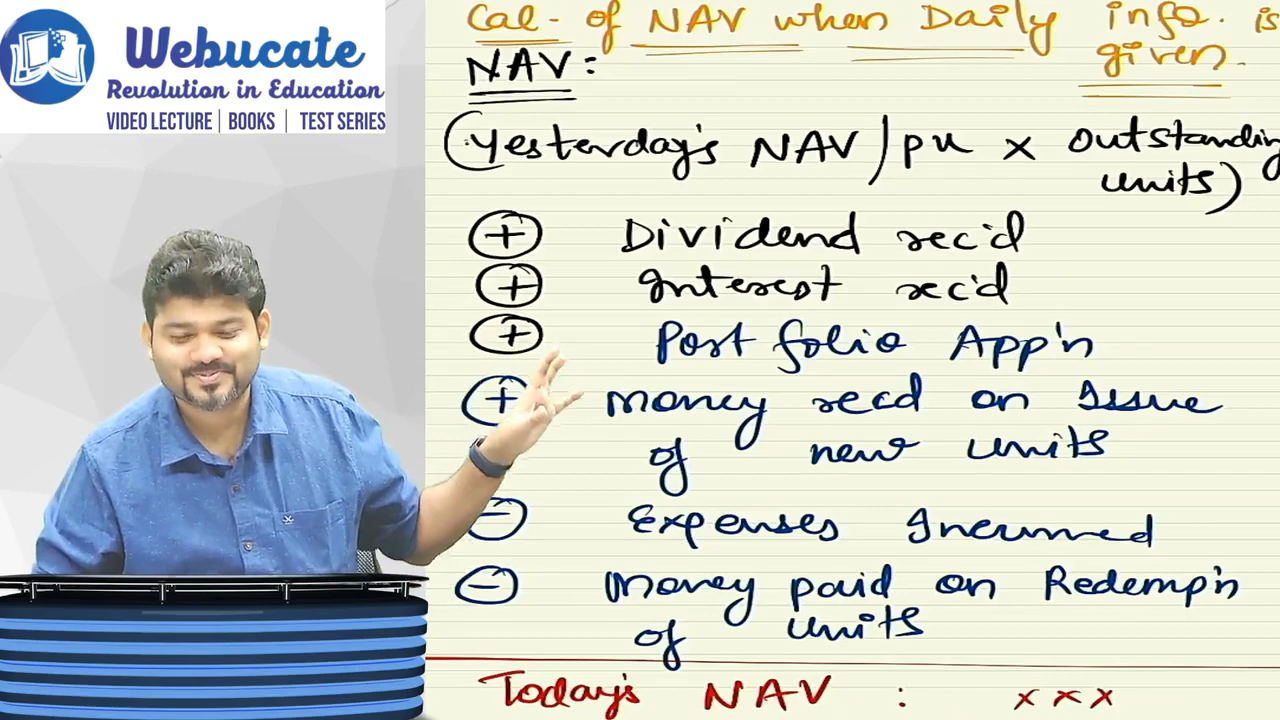 Webucate
Revolution in Education
VIDEO LECTURE | BOOKS | TEST SERIES
Cal- of NAV when Daily info. is
given.
NAV:
(Yesterday's NAV/pu × outstanding
units)
+ Dividend rec'd
+ Interest rec'd
+ Portfolio App'n
+ Money recd on Issue
of new units
- Expenses Incurred
- Money paid on Redemp'n
of units
Today's NAV : x x x